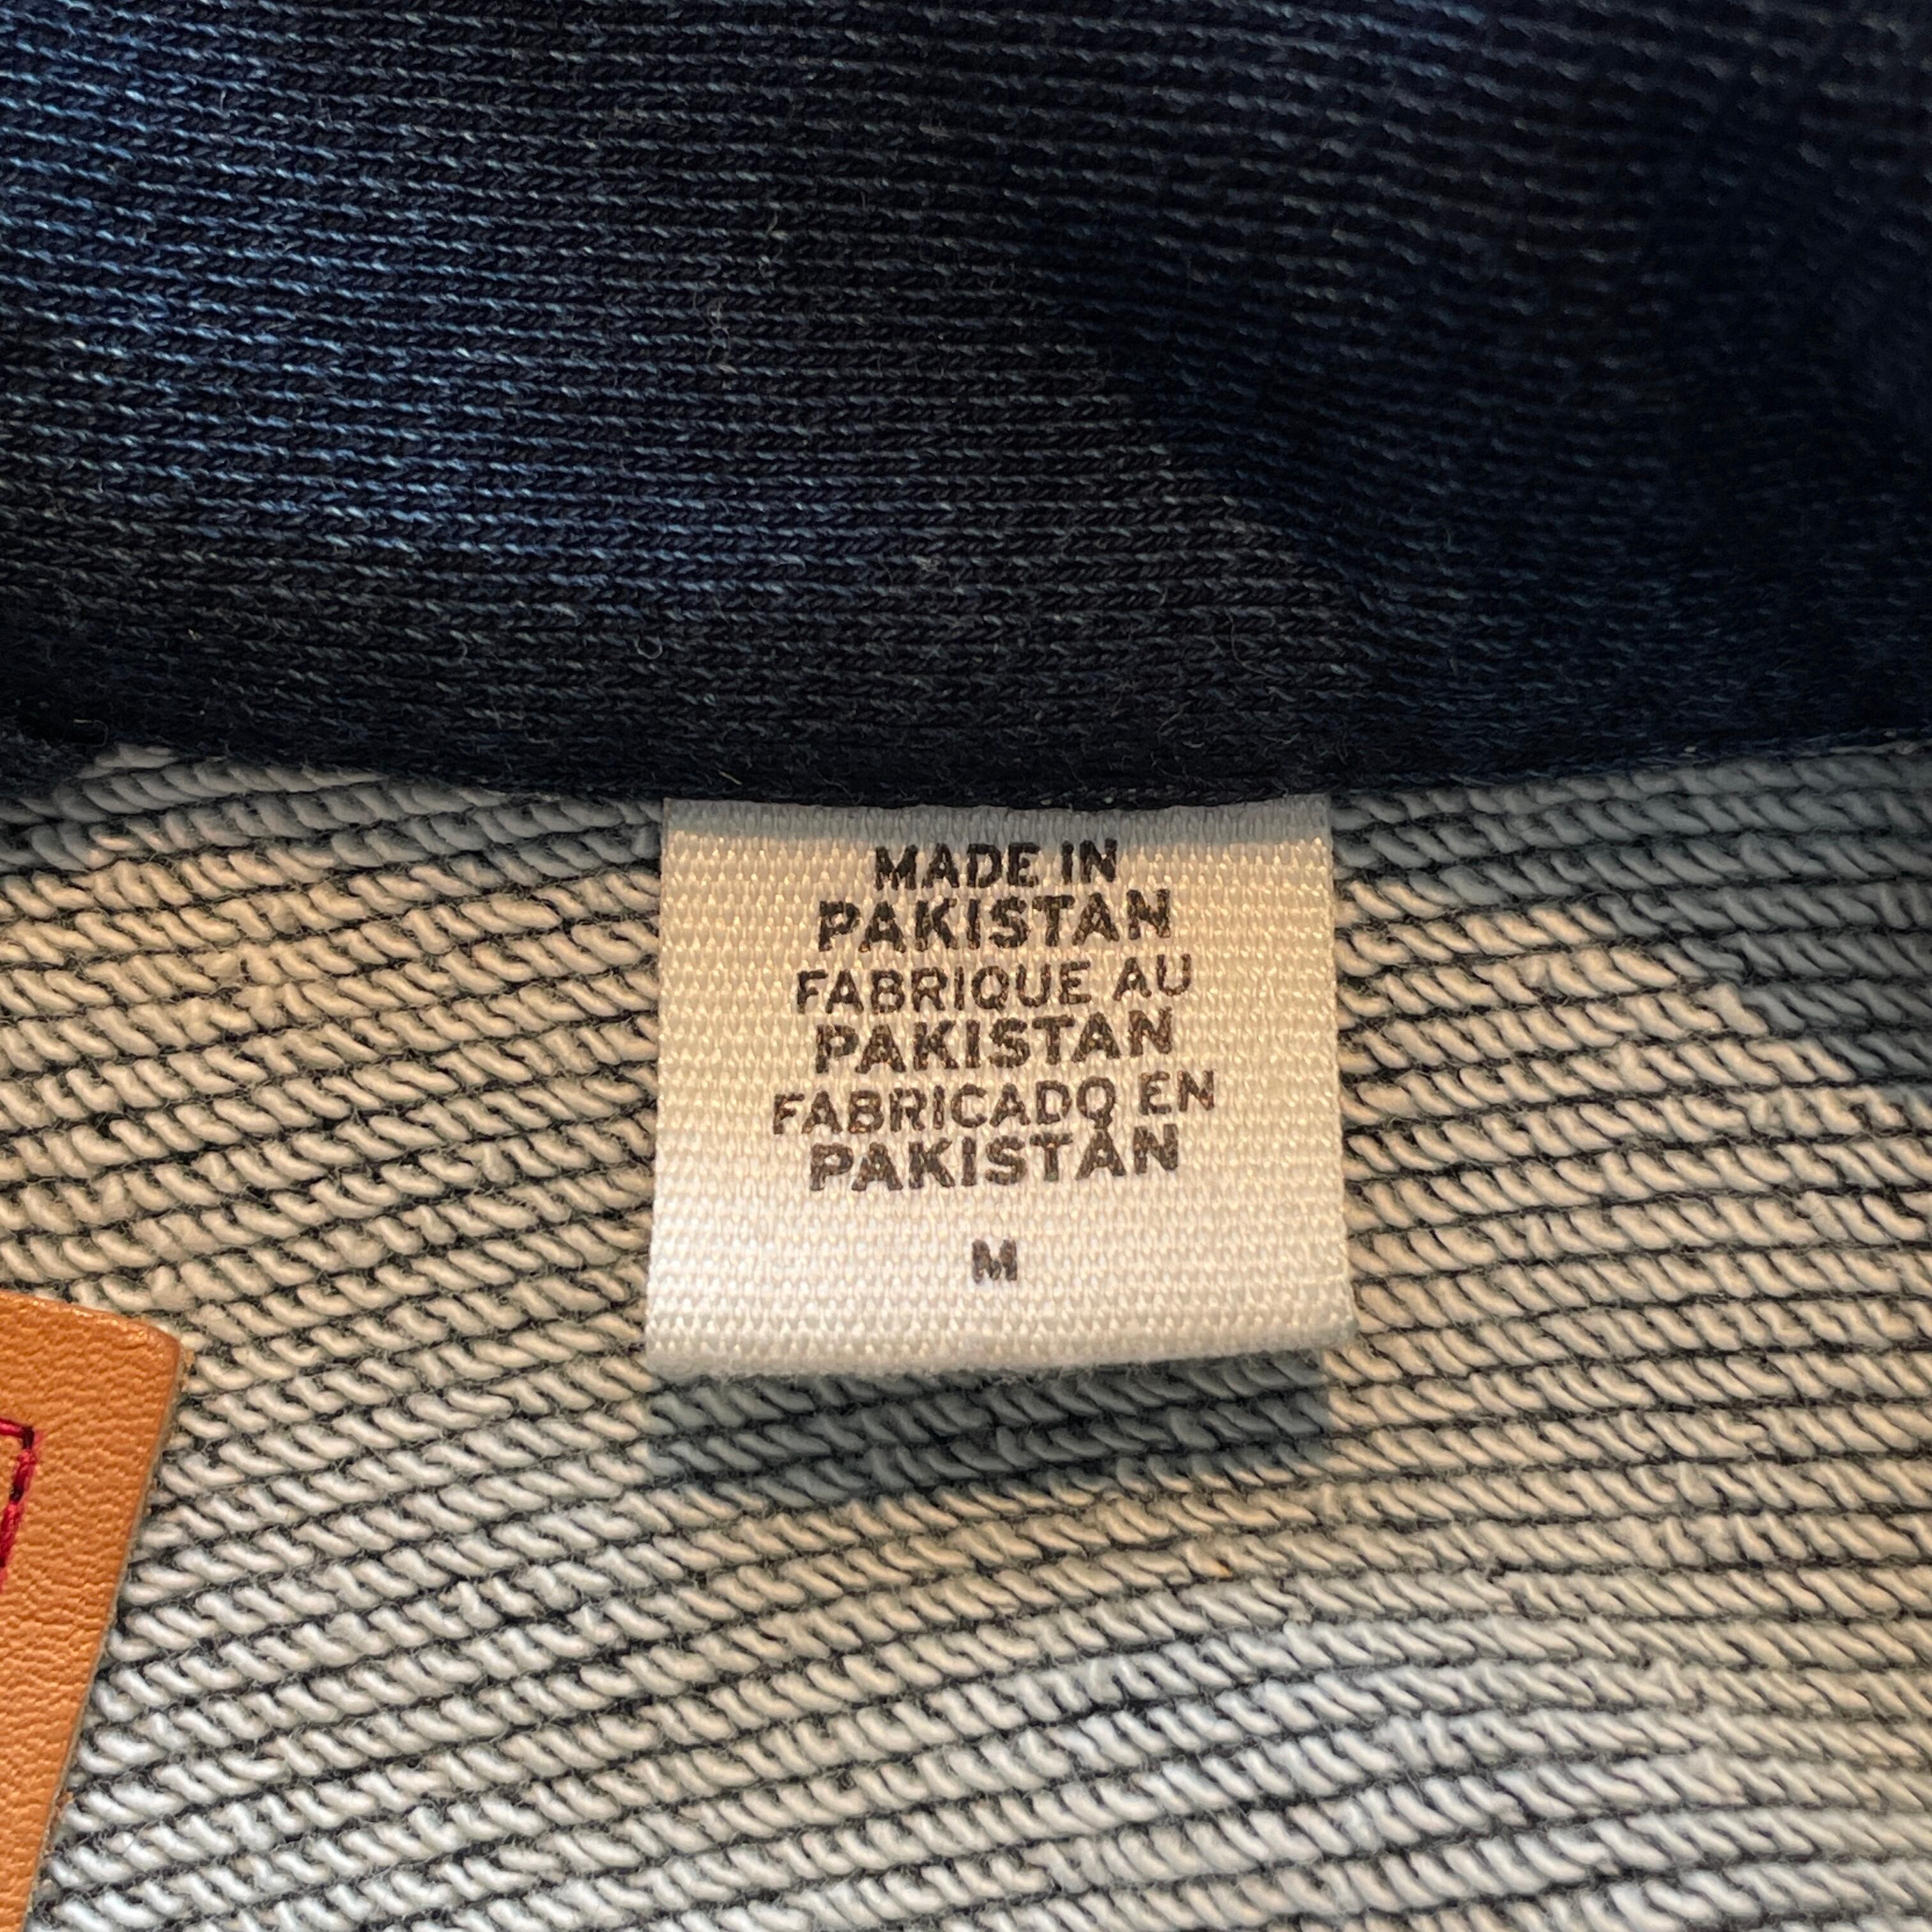 MADE IN
PAKISTAN
FABRIQUE AU
PAKISTAN
FABRICADO EN
PAKISTAN
M